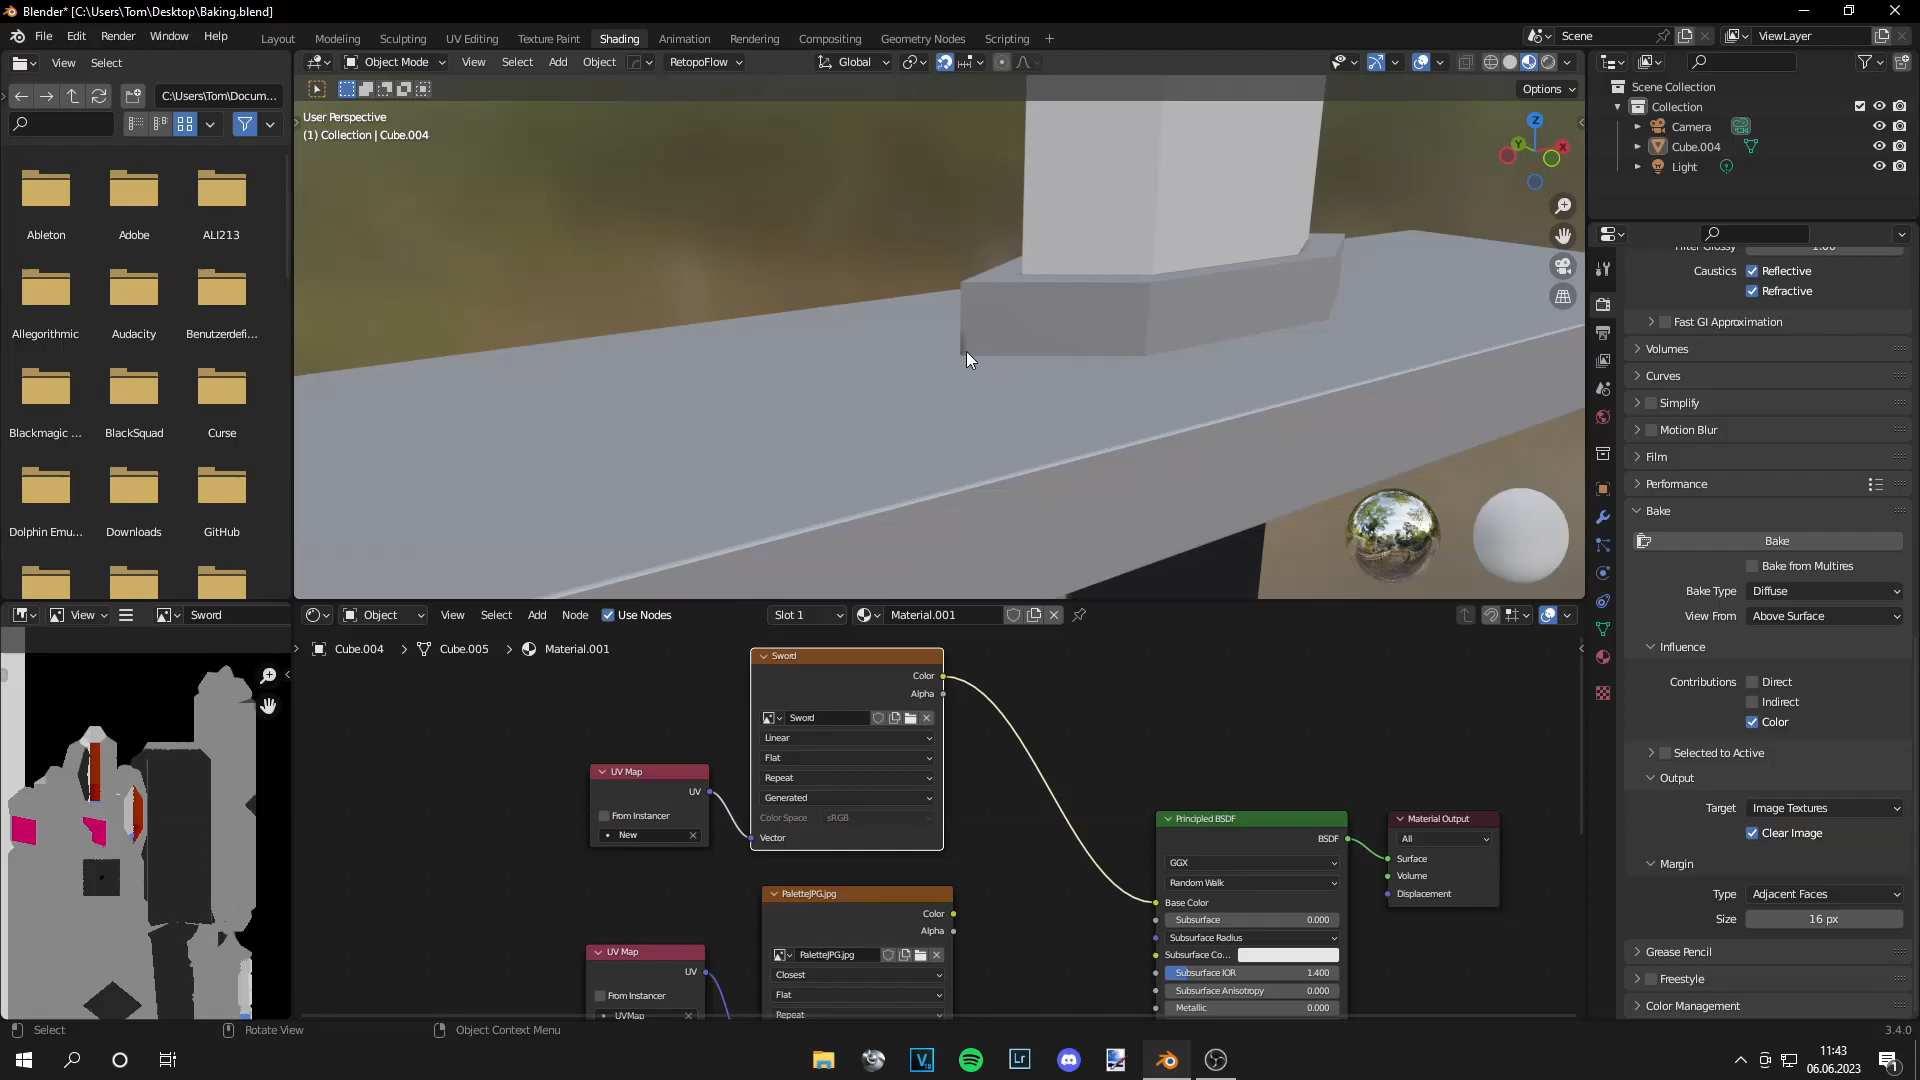 Blender* [C:\Users\Tom\Desktop\Baking.blend]
File Edit Render Window Help
Layout Modeling Sculpting UV Editing Texture Paint Shading Animation Rendering Compositing Geometry Nodes Scripting +
Scene ViewLayer
View Select
C:\Users\Tom\Docum...
Ableton Adobe ALI213
Allegorithmic Audacity Benutzerdefi...
Blackmagic ... BlackSquad Curse
Dolphin Emu... Downloads GitHub
Object Mode View Select Add Object RetopoFlow Global
Options
User Perspective
(1) Collection | Cube.004
Z
Y
X
Scene Collection
Collection
Camera
Cube.004
Light
1.00
Caustics Reflective
Refractive
Fast GI Approximation
Volumes
Curves
Simplify
Motion Blur
Film
Performance
Bake
Bake
Bake from Multires
Bake Type Diffuse
View From Above Surface
Influence
Contributions Direct
Indirect
Color
Selected to Active
Output
Target Image Textures
Clear Image
Margin
Type Adjacent Faces
Size 16 px
Grease Pencil
Freestyle
Color Management
View Sword
Object View Select Add Node Use Nodes Slot 1 Material.001
Cube.004 > Cube.005 > Material.001
Sword
Color
Alpha
Sword
Linear
Flat
Repeat
Generated
Color Space sRGB
Vector
UV Map
UV
From Instancer
New
PaletteJPG.jpg
Color
Alpha
PaletteJPG.jpg
Closest
Flat
Repeat
UV Map
UV
From Instancer
UVMap
Principled BSDF
BSDF
GGX
Random Walk
Base Color
Subsurface 0.000
Subsurface Radius
Subsurface Co...
Subsurface IOR 1.400
Subsurface Anisotropy 0.000
Metallic 0.000
Material Output
All
Surface
Volume
Displacement
Select Rotate View Object Context Menu 3.4.0
Lr
11:43
06.06.2023
1